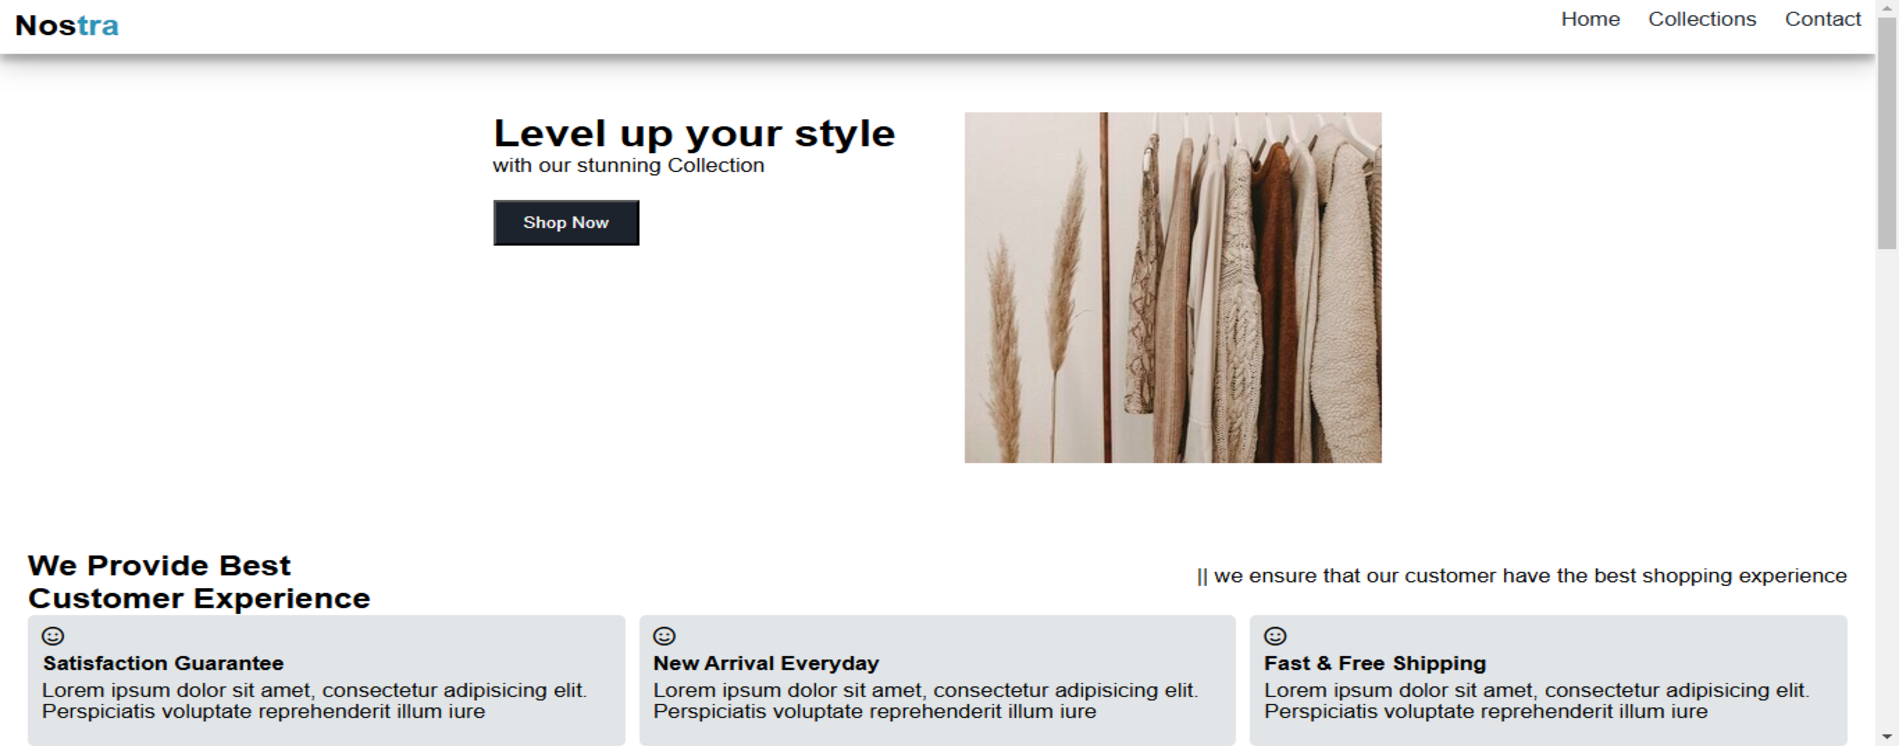 Nostra
Home Collections Contact
Level up your style
with our stunning Collection
Shop Now
We Provide Best
Customer Experience
|| we ensure that our customer have the best shopping experience
Satisfaction Guarantee
Lorem ipsum dolor sit amet, consectetur adipisicing elit.
Perspiciatis voluptate reprehenderit illum iure
New Arrival Everyday
Lorem ipsum dolor sit amet, consectetur adipisicing elit.
Perspiciatis voluptate reprehenderit illum iure
Fast & Free Shipping
Lorem ipsum dolor sit amet, consectetur adipisicing elit.
Perspiciatis voluptate reprehenderit illum iure